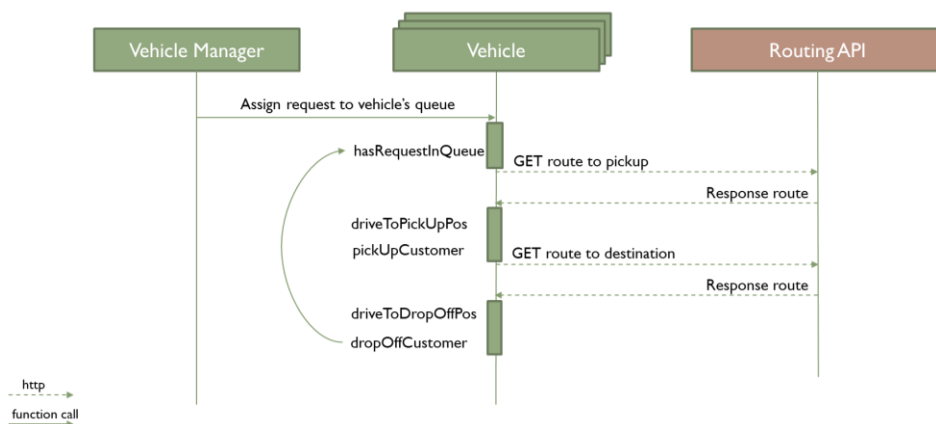 Vehicle Manager
Vehicle
Routing API
Assign request to vehicle's queue
hasRequestInQueue
GET route to pickup
Response route
driveToPickUpPos
pickUpCustomer
GET route to destination
Response route
driveToDropOffPos
dropOffCustomer
http
function call